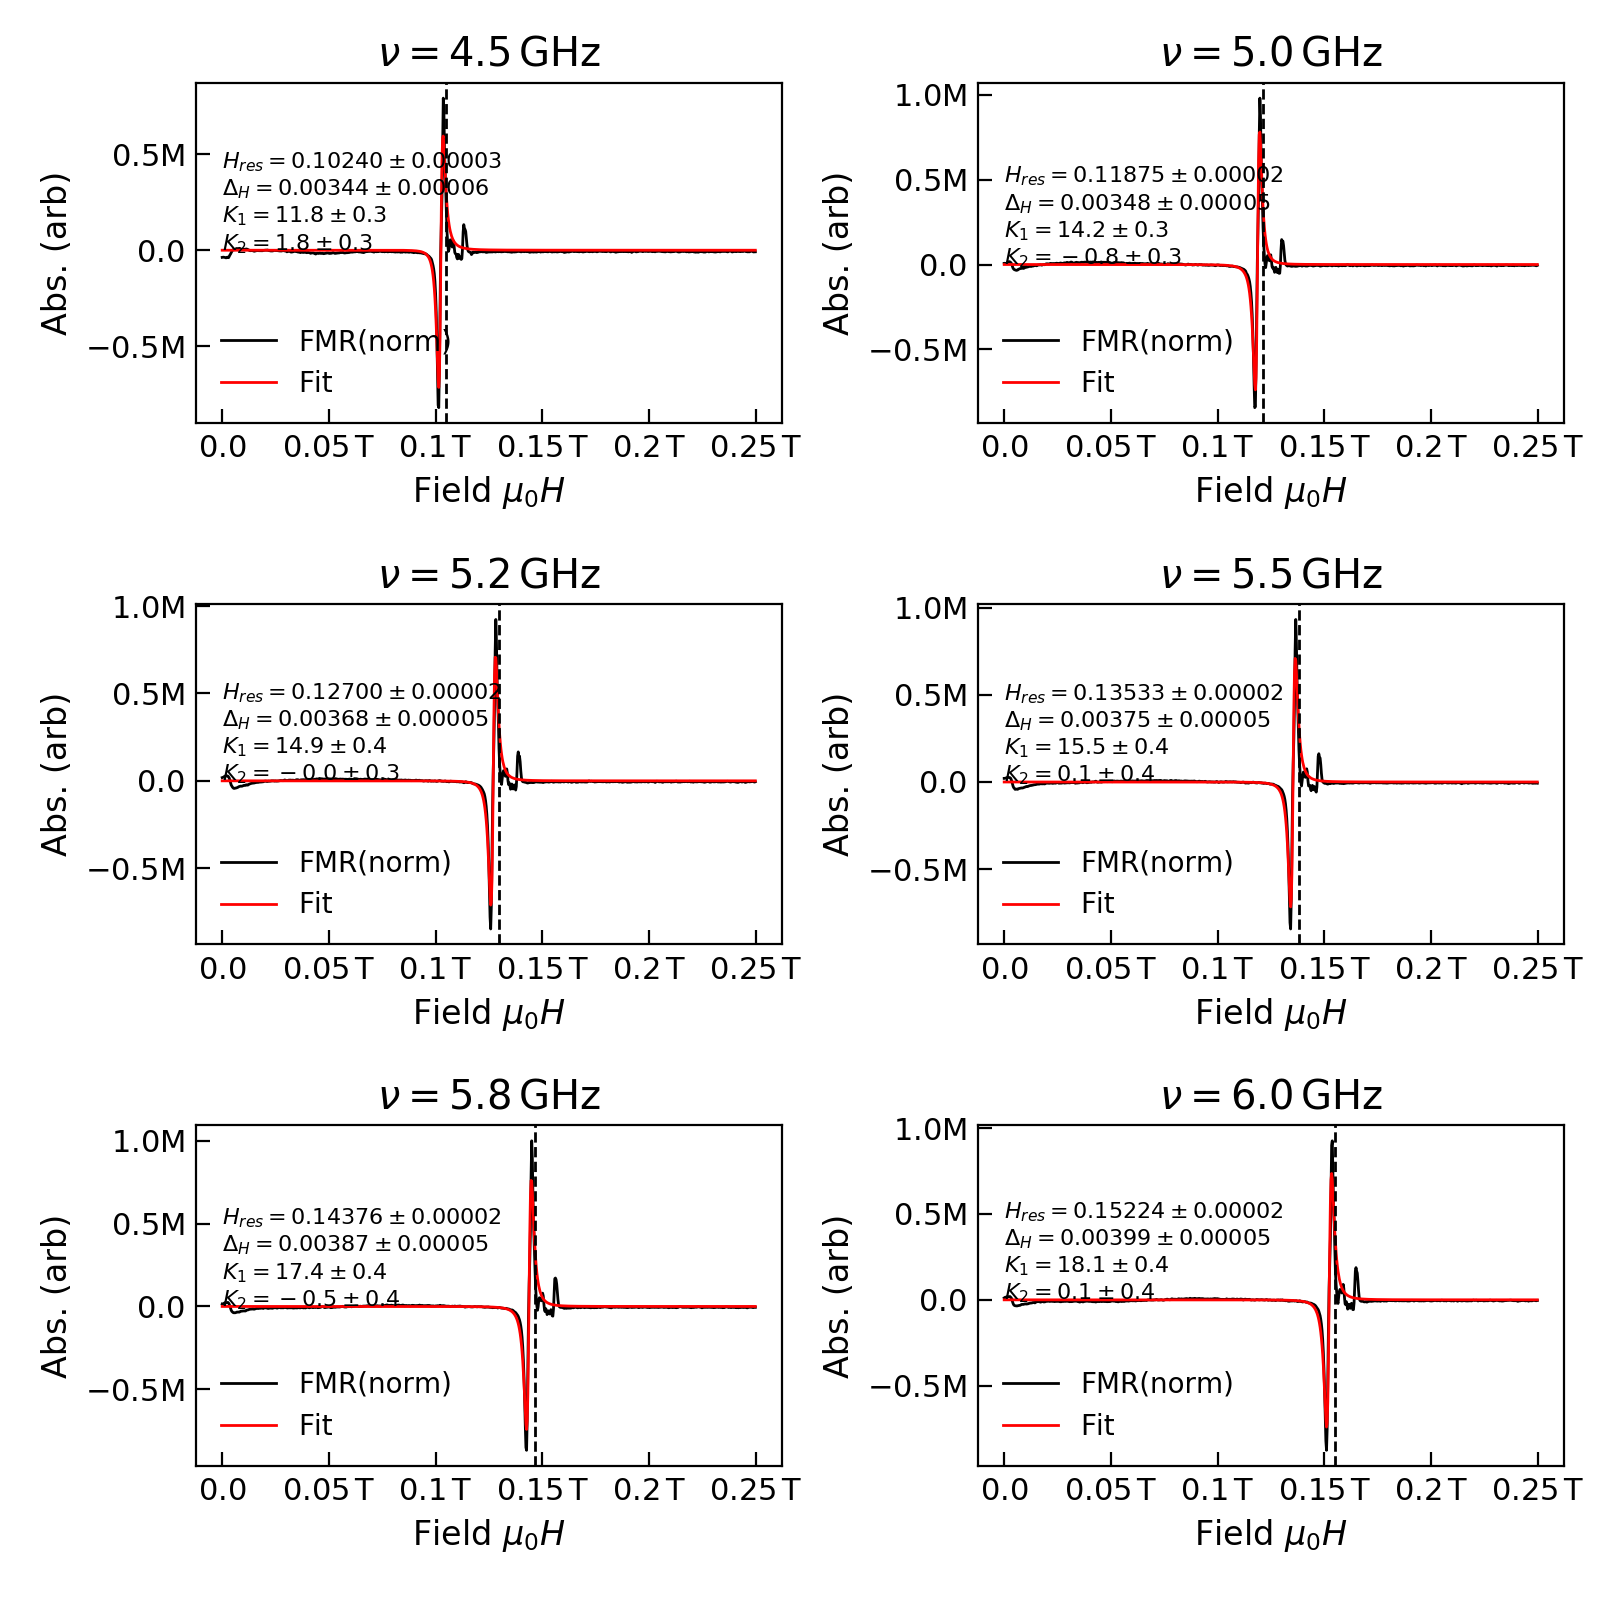 ν = 4.5 GHz
0.5M
0.0
−0.5M
Abs. (arb)
H_res = 0.10240 ± 0.00003
Δ_H = 0.00344 ± 0.00006
K_1 = 11.8 ± 0.3
K_2 = 1.8 ± 0.3
FMR(norm)
Fit
0.0 0.05 T 0.1 T 0.15 T 0.2 T 0.25 T
Field μ_0H
ν = 5.0 GHz
1.0M
0.5M
0.0
−0.5M
Abs. (arb)
H_res = 0.11875 ± 0.00002
Δ_H = 0.00348 ± 0.00005
K_1 = 14.2 ± 0.3
K_2 = −0.8 ± 0.3
FMR(norm)
Fit
0.0 0.05 T 0.1 T 0.15 T 0.2 T 0.25 T
Field μ_0H
ν = 5.2 GHz
1.0M
0.5M
0.0
−0.5M
Abs. (arb)
H_res = 0.12700 ± 0.00002
Δ_H = 0.00368 ± 0.00005
K_1 = 14.9 ± 0.4
K_2 = −0.0 ± 0.3
FMR(norm)
Fit
0.0 0.05 T 0.1 T 0.15 T 0.2 T 0.25 T
Field μ_0H
ν = 5.5 GHz
1.0M
0.5M
0.0
−0.5M
Abs. (arb)
H_res = 0.13533 ± 0.00002
Δ_H = 0.00375 ± 0.00005
K_1 = 15.5 ± 0.4
K_2 = 0.1 ± 0.4
FMR(norm)
Fit
0.0 0.05 T 0.1 T 0.15 T 0.2 T 0.25 T
Field μ_0H
ν = 5.8 GHz
1.0M
0.5M
0.0
−0.5M
Abs. (arb)
H_res = 0.14376 ± 0.00002
Δ_H = 0.00387 ± 0.00005
K_1 = 17.4 ± 0.4
K_2 = −0.5 ± 0.4
FMR(norm)
Fit
0.0 0.05 T 0.1 T 0.15 T 0.2 T 0.25 T
Field μ_0H
ν = 6.0 GHz
1.0M
0.5M
0.0
−0.5M
Abs. (arb)
H_res = 0.15224 ± 0.00002
Δ_H = 0.00399 ± 0.00005
K_1 = 18.1 ± 0.4
K_2 = 0.1 ± 0.4
FMR(norm)
Fit
0.0 0.05 T 0.1 T 0.15 T 0.2 T 0.25 T
Field μ_0H